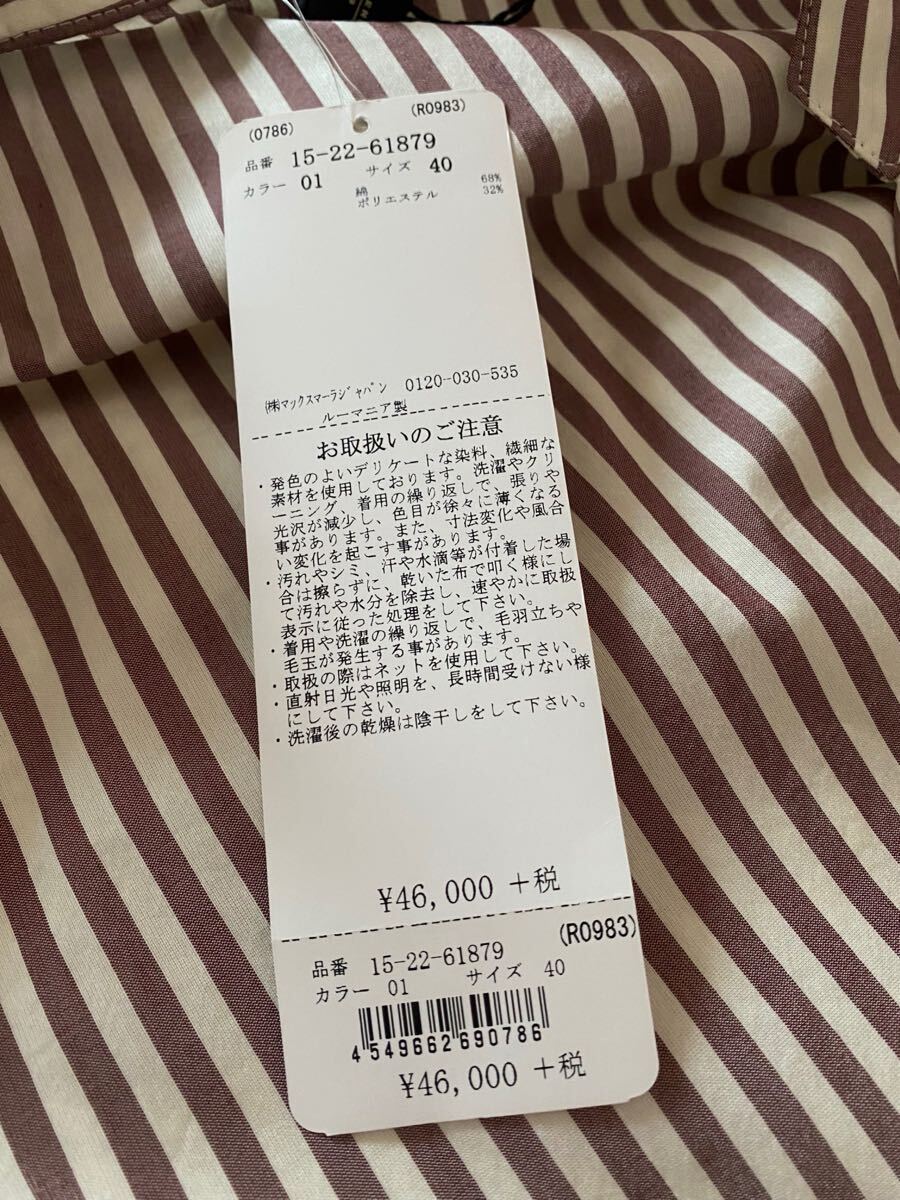 (0786) (R0983)
品番 15-22-61879
カラー 01 サイズ 40
綿 68%
ポリエステル 32%
㈱マックスマーラジャパン 0120-030-535
ルーマニア製
お取扱いのご注意
・発色のよいデリケートな染料、繊細な
素材を使用しております。洗濯やクリ
ーニング、着用の繰り返しで、張りや
光沢が減少し、色目が徐々に薄くなる
事があります。また、寸法変化や風合
い変化を起こす事があります。
・汚れやシミ、汗や水滴等が付着した場
合は擦らずに、乾いた布で叩く様にし
て汚れや水分を除去し、速やかに取扱
表示に従った処理をして下さい。
・着用や洗濯の繰り返しで、毛羽立ちや
毛玉が発生する事があります。
・取扱の際はネットを使用して下さい。
・直射日光や照明を、長時間受けない様
にして下さい。
・洗濯後の乾燥は陰干しをして下さい。
¥46,000 +税
(R0983)
品番 15-22-61879
カラー 01 サイズ 40
4 549662 690786
¥46,000 +税